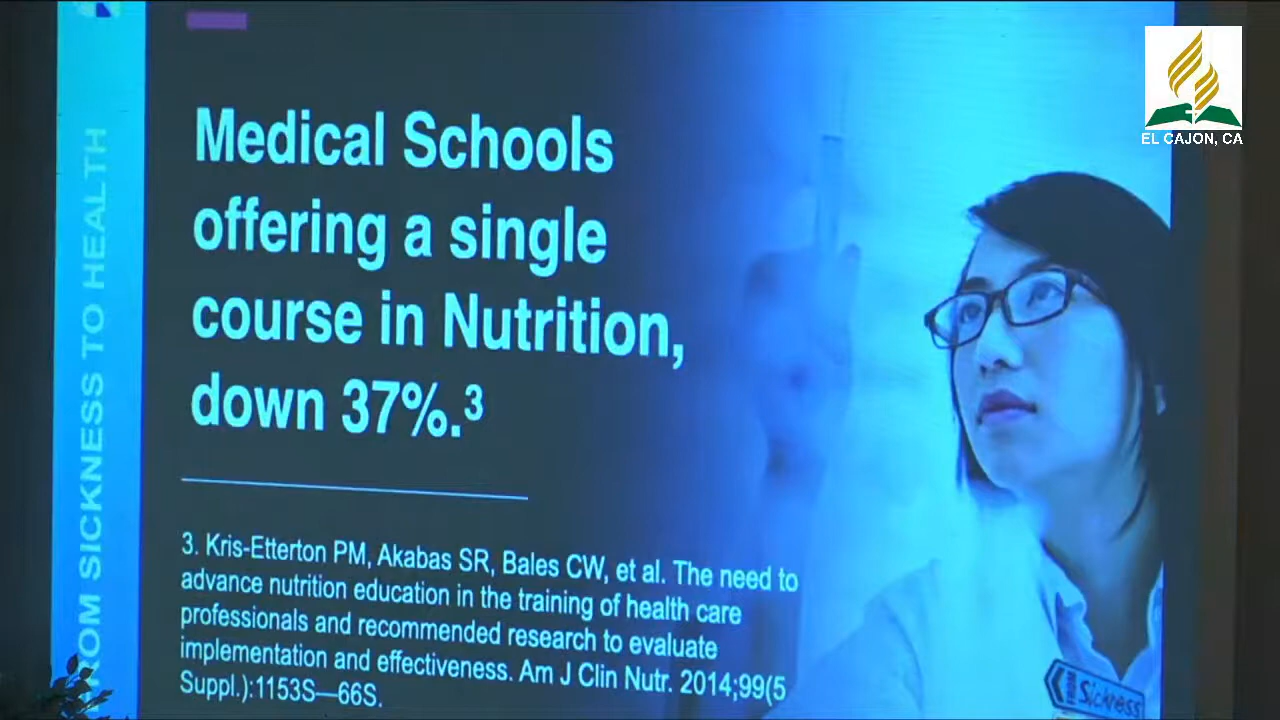 EL CAJON, CA
FROM SICKNESS TO HEALTH
Medical Schools
offering a single
course in Nutrition,
down 37%.³
3. Kris-Etterton PM, Akabas SR, Bales CW, et al. The need to
advance nutrition education in the training of health care
professionals and recommended research to evaluate
implementation and effectiveness. Am J Clin Nutr. 2014;99(5
Suppl.):1153S—66S.
FROM
Sickness